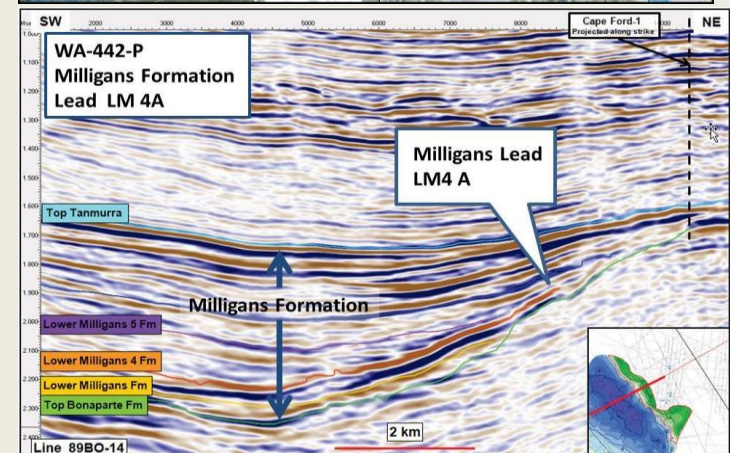 SW
2000
4000
5000
6000
7000
8000
NE
Cape Ford-1
Projected along strike
WA-442-P
Milligans Formation
Lead LM 4A
Milligans Lead
LM4 A
1.100
1.200
1.300
1.400
1.500
1.600
1.700
1.800
1.900
2.000
2.100
2.200
2.300
Top Tanmurra
Milligans Formation
Lower Milligans 5 Fm
Lower Milligans 4 Fm
Lower Milligans Fm
Top Bonaparte Fm
2 km
Line 89BO-14